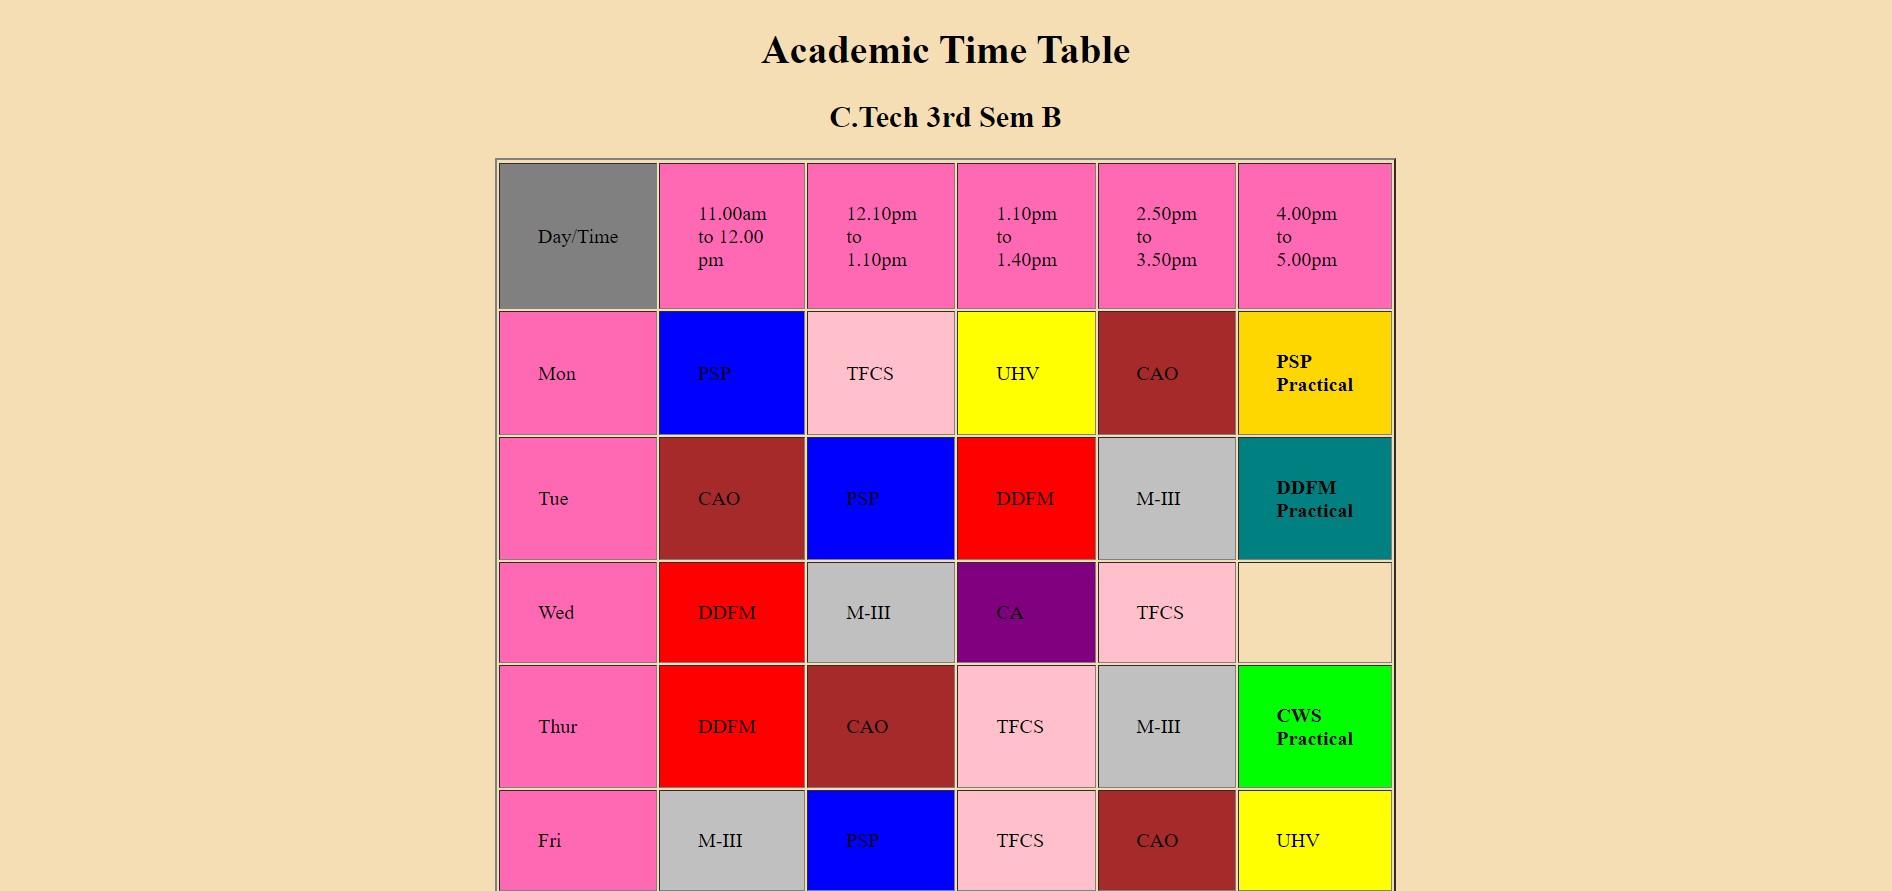 Academic Time Table
C.Tech 3rd Sem B
Day/Time
11.00am
to 12.00
pm
12.10pm
to
1.10pm
1.10pm
to
1.40pm
2.50pm
to
3.50pm
4.00pm
to
5.00pm
Mon
PSP
TFCS
UHV
CAO
PSP
Practical
Tue
CAO
PSP
DDFM
M-III
DDFM
Practical
Wed
DDFM
M-III
CA
TFCS
Thur
DDFM
CAO
TFCS
M-III
CWS
Practical
Fri
M-III
PSP
TFCS
CAO
UHV